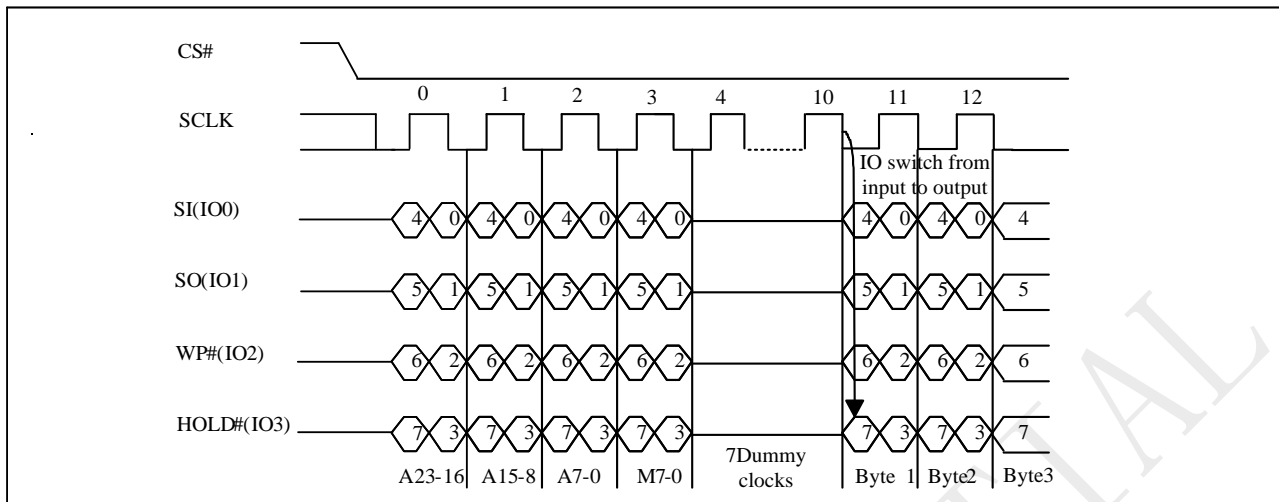 CS#
0 1 2 3 4 10 11 12
SCLK
IO switch from
input to output
SI(IO0)
4 0 4 0 4 0 4 0 4 0 4 0 4
SO(IO1)
5 1 5 1 5 1 5 1 5 1 5 1 5
WP#(IO2)
6 2 6 2 6 2 6 2 6 2 6 2 6
HOLD#(IO3)
7 3 7 3 7 3 7 3 7 3 7 3 7
7Dummy
clocks
A23-16 A15-8 A7-0 M7-0 Byte 1 Byte2 Byte3
TIAL